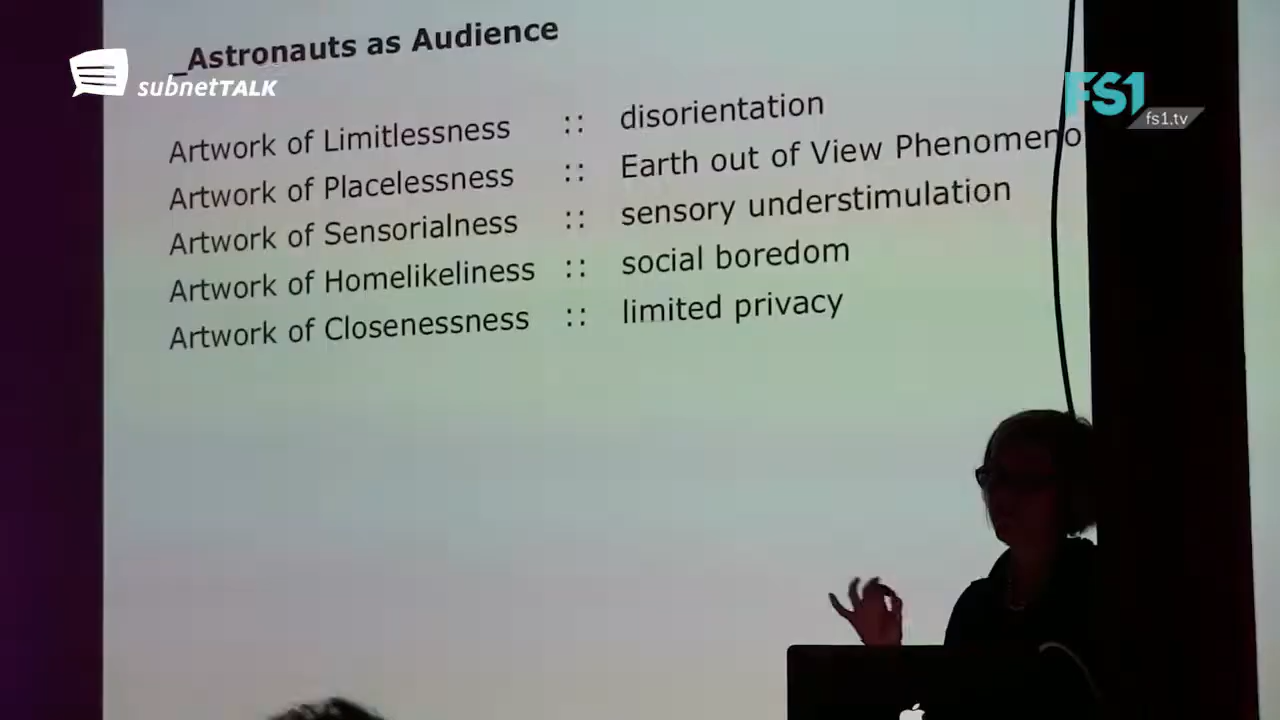 _Astronauts as Audience
subnetTALK
FS1
fs1.tv
Artwork of Limitlessness :: disorientation
Artwork of Placelessness :: Earth out of View Phenomeno
Artwork of Sensorialness :: sensory understimulation
Artwork of Homelikeliness :: social boredom
Artwork of Closenessness :: limited privacy